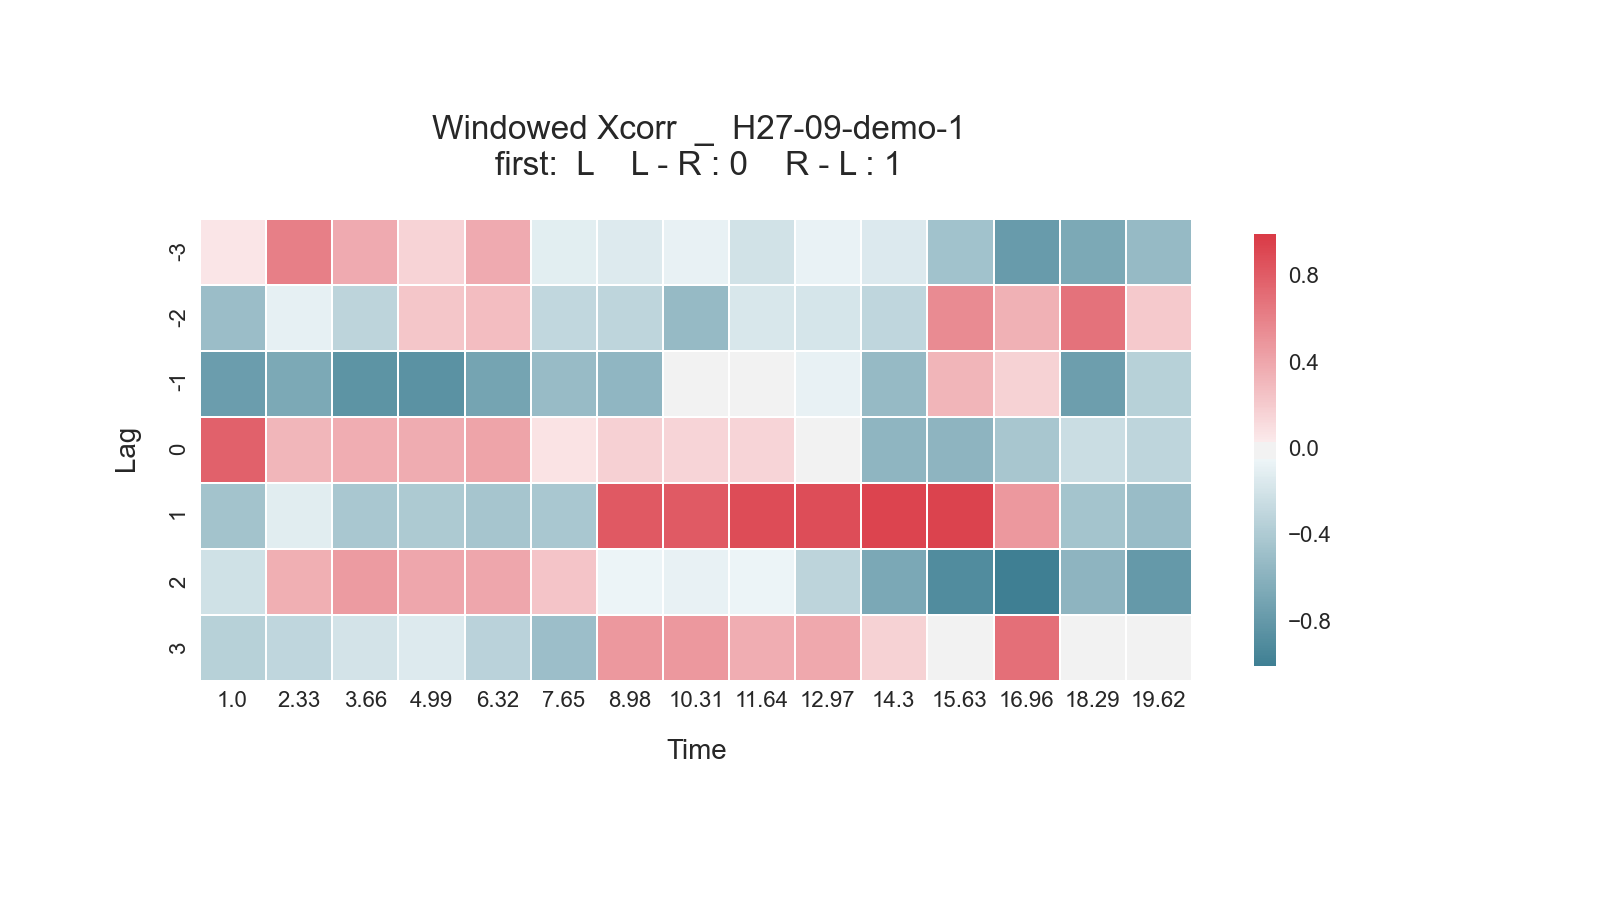 Windowed Xcorr _ H27-09-demo-1
first: L L - R : 0 R - L : 1
Lag
-3
-2
-1
0
1
2
3
1.0 2.33 3.66 4.99 6.32 7.65 8.98 10.31 11.64 12.97 14.3 15.63 16.96 18.29 19.62
Time
0.8
0.4
0.0
−0.4
−0.8